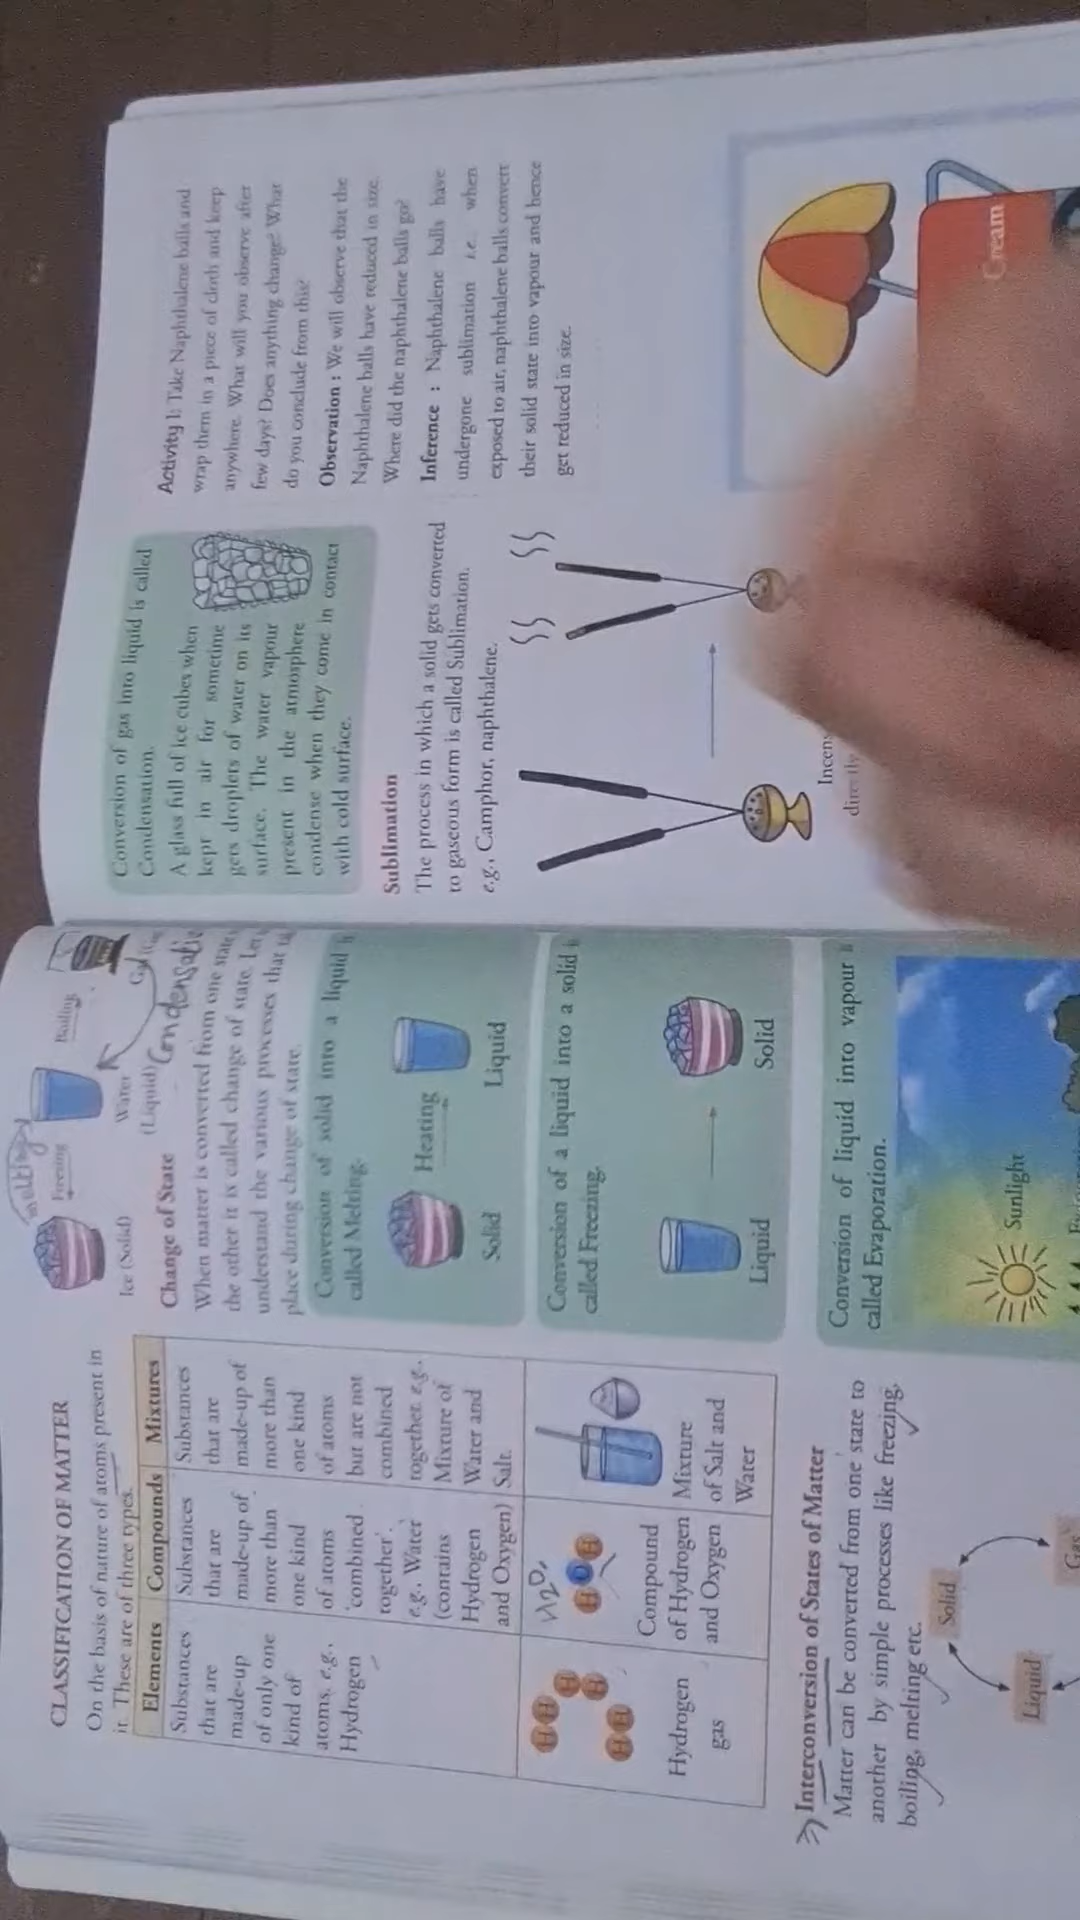 CLASSIFICATION OF MATTER
On the basis of nature of atoms present in
it. These are of three types.
Elements Compounds Mixtures
Substances
that are
made-up
of only one
kind of
atoms. e.g.,
Hydrogen
Substances
that are
made-up of
more than
one kind
of atoms
combined
together.
e.g., Water
(contains
Hydrogen
and Oxygen)
Substances
that are
made-up of
more than
one kind
of atoms
but are not
combined
together. e.g.,
Mixture of
Water and
Salt.
H H
H H
H H
Hydrogen
gas
H2O
H O H
Compound
of Hydrogen
and Oxygen
Mixture
of Salt and
Water
Interconversion of States of Matter
Matter can be converted from one state to
another by simple processes like freezing,
boiling, melting etc.
Solid
Liquid
Gas
melting
Freezing
Boiling
Ice (Solid)
Water
(Liquid)
Condensatio
Change of State
When matter is converted from one state
the other it is called change of state. Let
understand the various processes that
place during change of state.
Conversion of solid into a liquid
called Melting.
Heating
Solid
Liquid
Conversion of a liquid into a solid
called Freezing.
Liquid
Solid
Conversion of liquid into vapour
called Evaporation.
Sunlight
Conversion of gas into liquid is called
Condensation.
A glass full of ice cubes when
kept in air for sometime
gets droplets of water on its
surface. The water vapour
present in the atmosphere
condense when they come in contact
with cold surface.
Sublimation
The process in which a solid gets converted
to gaseous form is called Sublimation.
e.g., Camphor, naphthalene.
Incens
directly
Activity 1: Take Naphthalene balls and
wrap them in a piece of cloth and keep
anywhere. What will you observe after
few days? Does anything change? What
do you conclude from this?
Observation : We will observe that the
Naphthalene balls have reduced in size.
Where did the naphthalene balls go?
Inference : Naphthalene balls have
undergone sublimation i.e. when
exposed to air, naphthalene balls convert
their solid state into vapour and hence
get reduced in size.
Cream